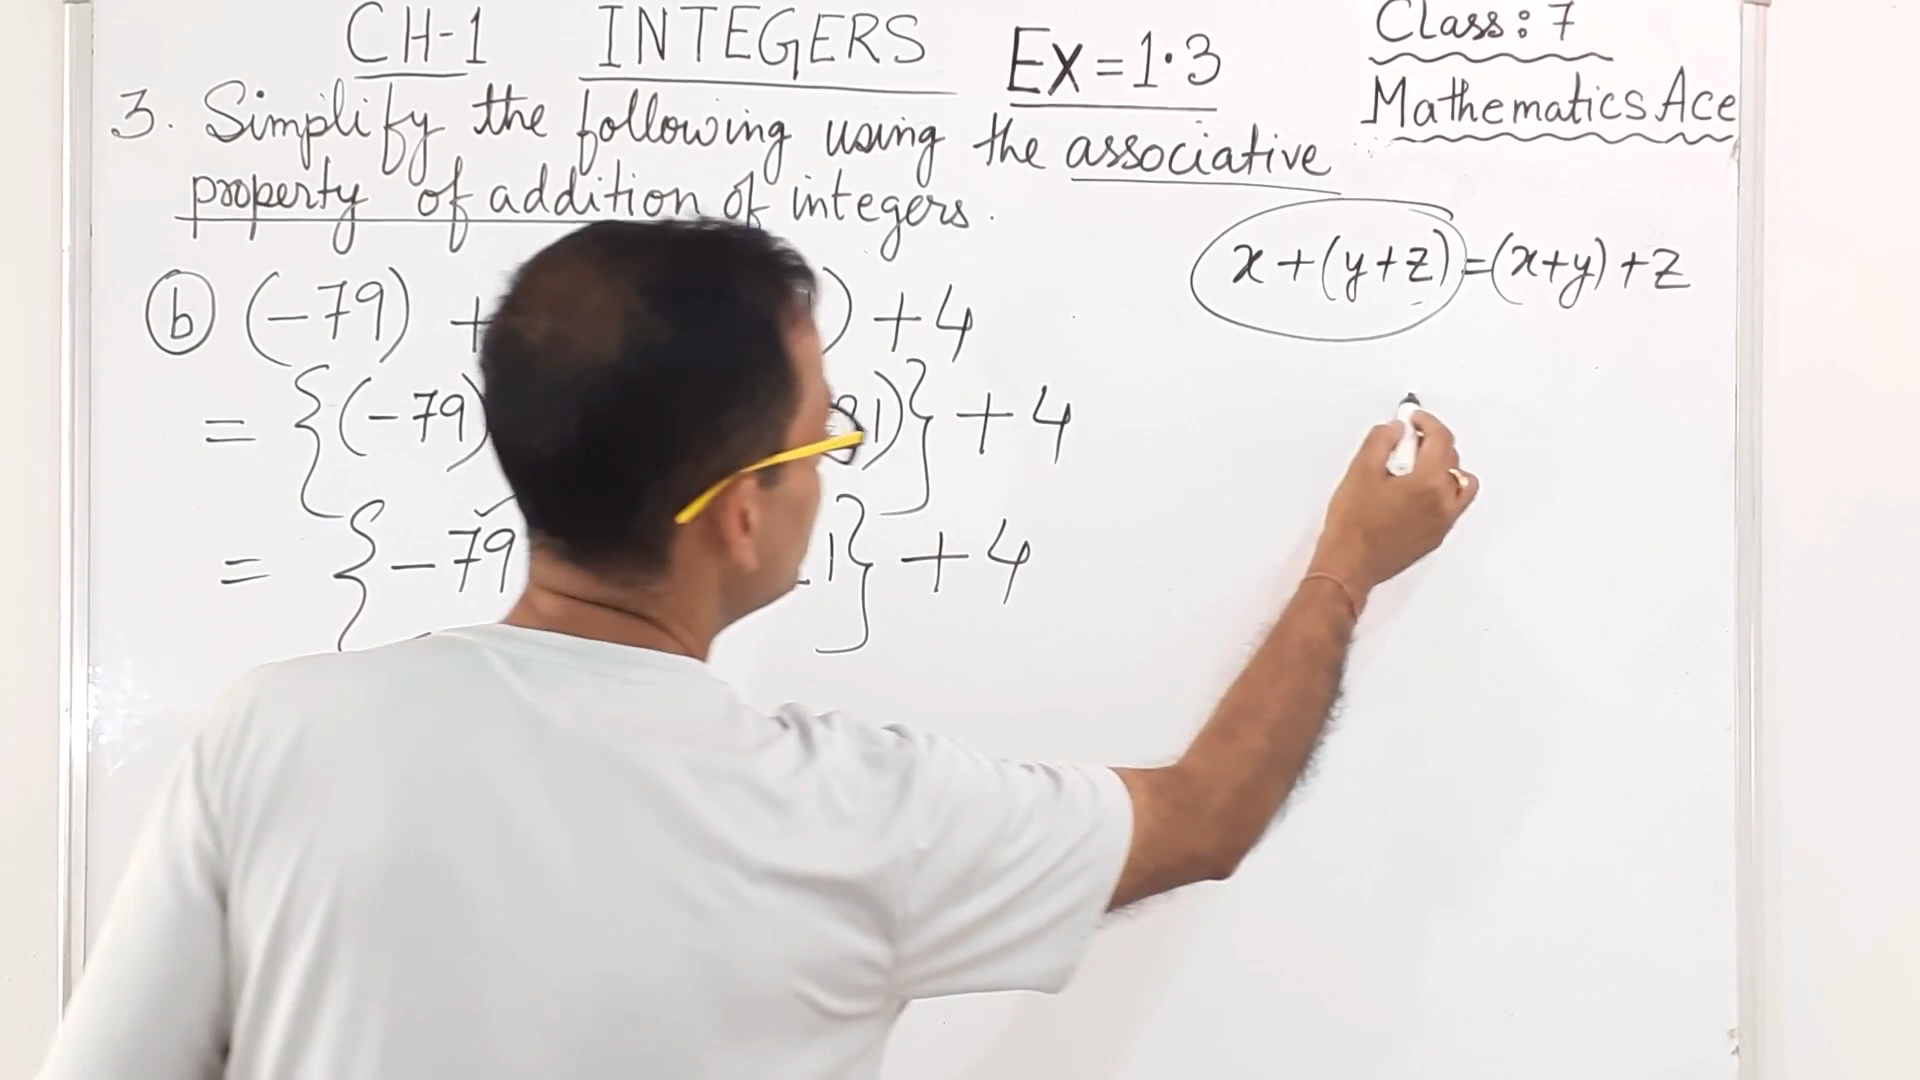 CH-1 INTEGERS Ex=1.3
Class: 7
Mathematics Ace
3. Simplify the following using the associative
property of addition of integers.
x+(y+z)=(x+y)+z
b (-79) + ) +4
= {(-79) 1)} + 4
= {-79 1} + 4